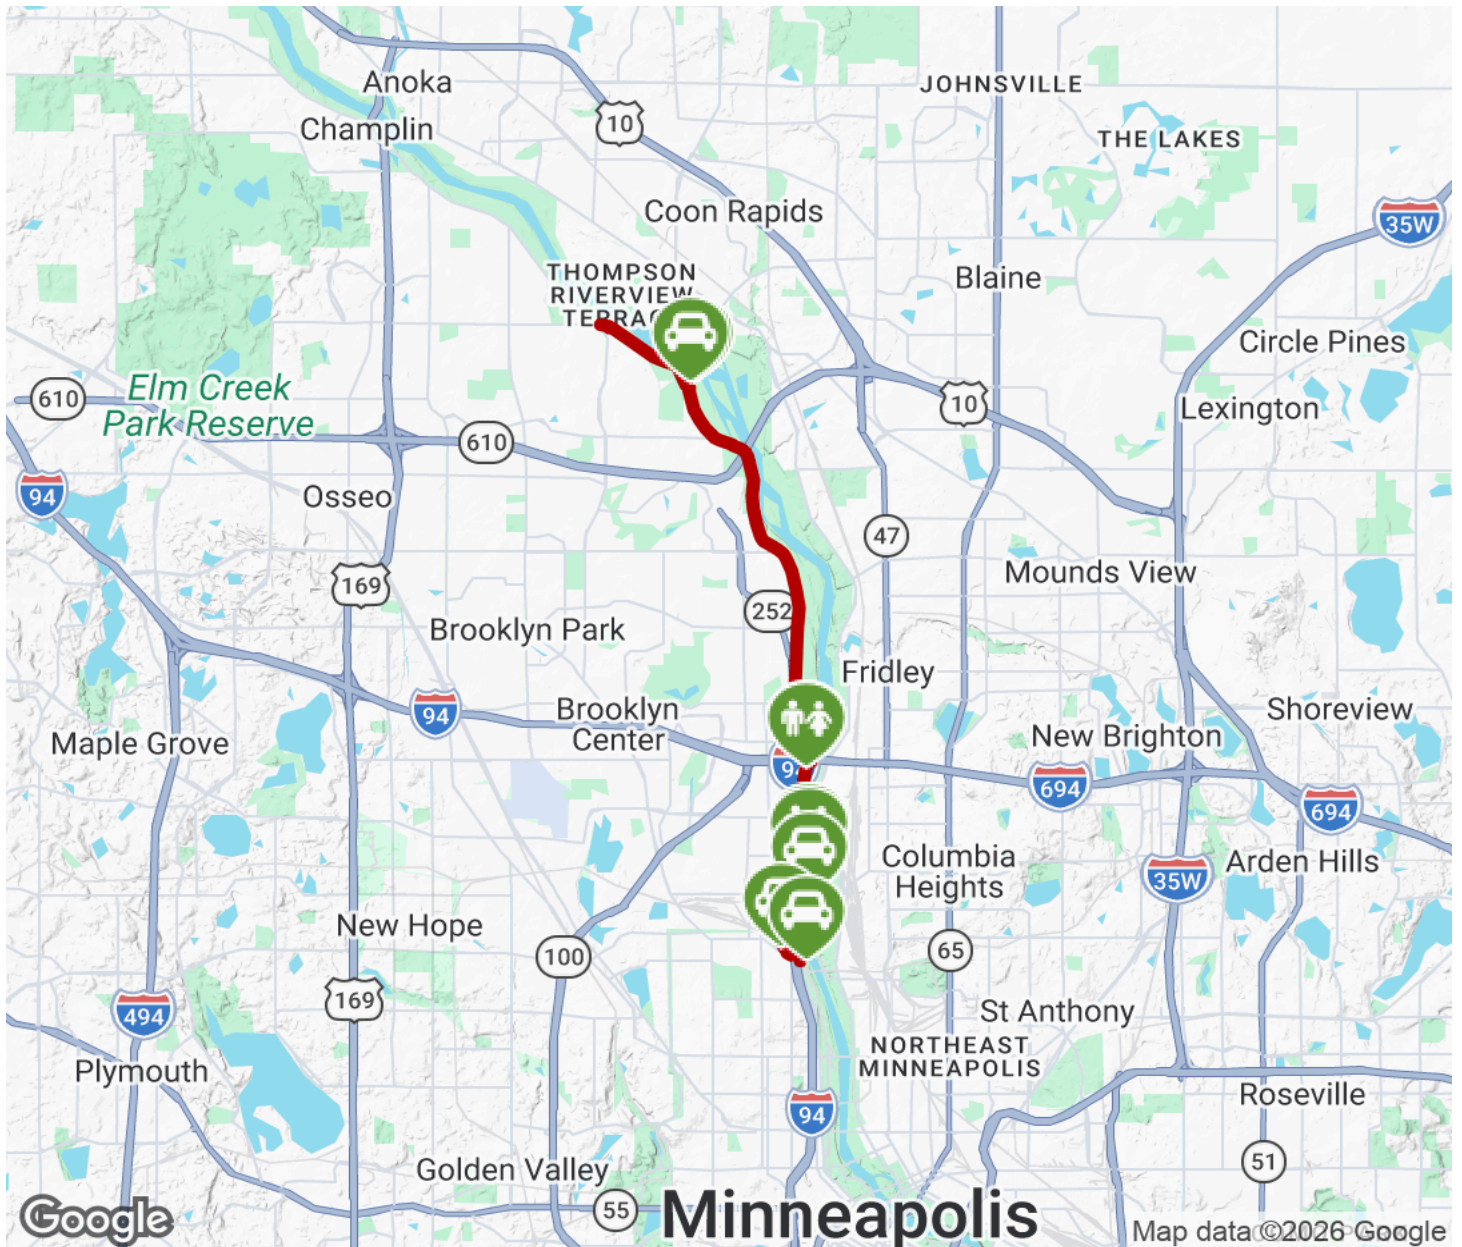 Anoka
JOHNSVILLE
Champlin
10
THE LAKES
Coon Rapids
35W
THOMPSON
RIVERVIEW
Blaine
Circle Pines
Elm Creek
Park Reserve
610
10
Lexington
610
94
Osseo
47
169
Mounds View
252
Brooklyn Park
Fridley
94
Brooklyn
Center
Shoreview
Maple Grove
New Brighton
694
694
Columbia
Heights
Arden Hills
35W
New Hope
100
65
169
494
St Anthony
NORTHEAST
MINNEAPOLIS
Plymouth
Roseville
94
Golden Valley
51
55
Minneapolis
Google
Map data ©2026 Google